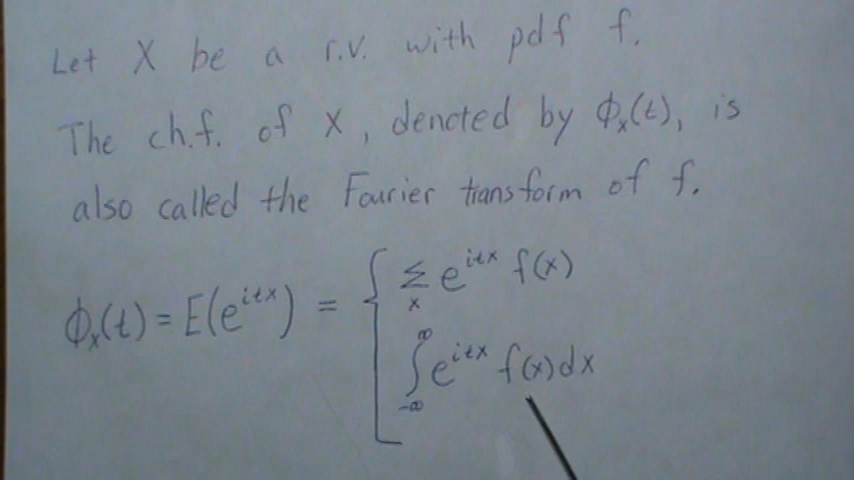 Let X be a r.v. with pdf f.
The ch.f. of X, denoted by ϕₓ(t), is
also called the Fourier transform of f.
ϕₓ(t) = E(e^{itx}) = { Σ_x e^{itx} f(x)
∫_{-∞}^{∞} e^{itx} f(x)dx